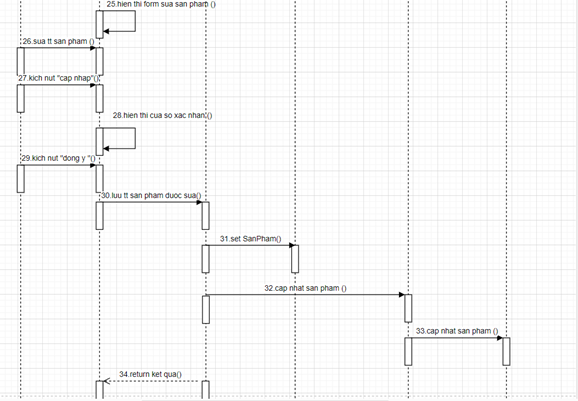 25.hien thi form sua san pham ()
26.sua tt san pham ()
27.kich nut "cap nhap"()
28.hien thi cua so xac nhan ()
29.kich nut "dong y "()
30.luu tt san pham duoc sua()
31.set SanPham()
32.cap nhat san pham ()
33.cap nhat san pham ()
34.return ket qua()